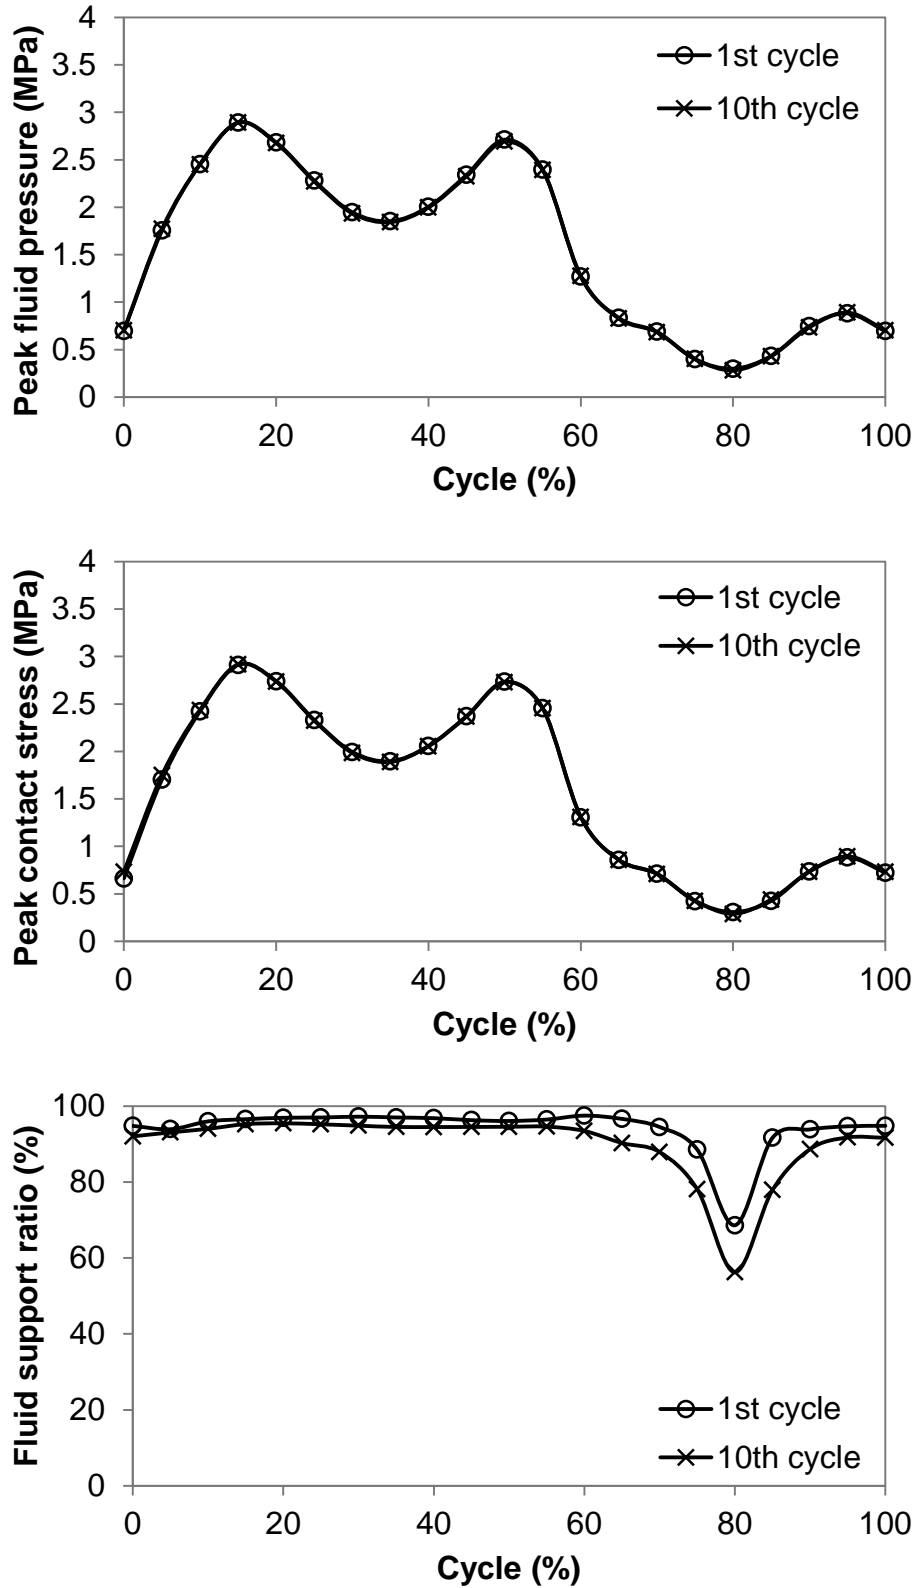 Peak fluid pressure (MPa)
4
3.5
3
2.5
2
1.5
1
0.5
0
1st cycle
10th cycle
0 20 40 60 80 100
Cycle (%)
Peak contact stress (MPa)
4
3.5
3
2.5
2
1.5
1
0.5
0
1st cycle
10th cycle
0 20 40 60 80 100
Cycle (%)
Fluid support ratio (%)
100
80
60
40
20
0
1st cycle
10th cycle
0 20 40 60 80 100
Cycle (%)